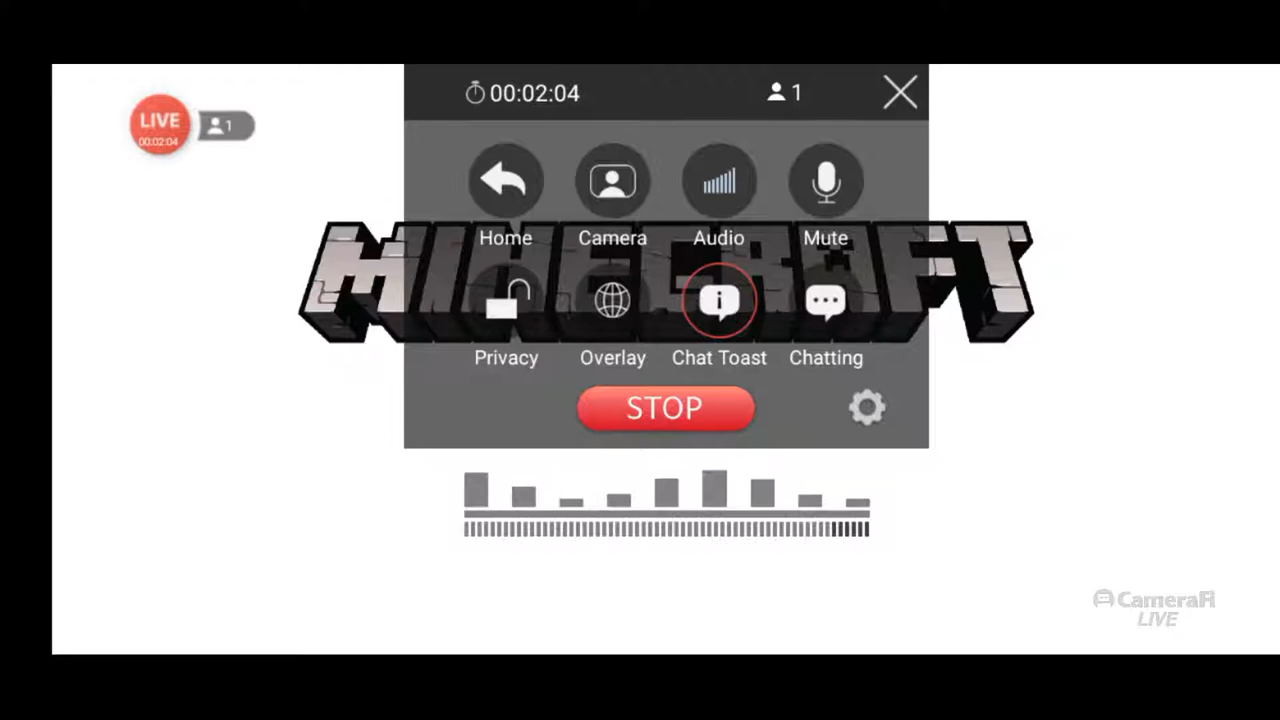 00:02:04
1
LIVE
00:02:04
1
Home
Camera
Audio
Mute
MINECRAFT
Privacy
Overlay
Chat Toast
Chatting
STOP
CameraFi
LIVE